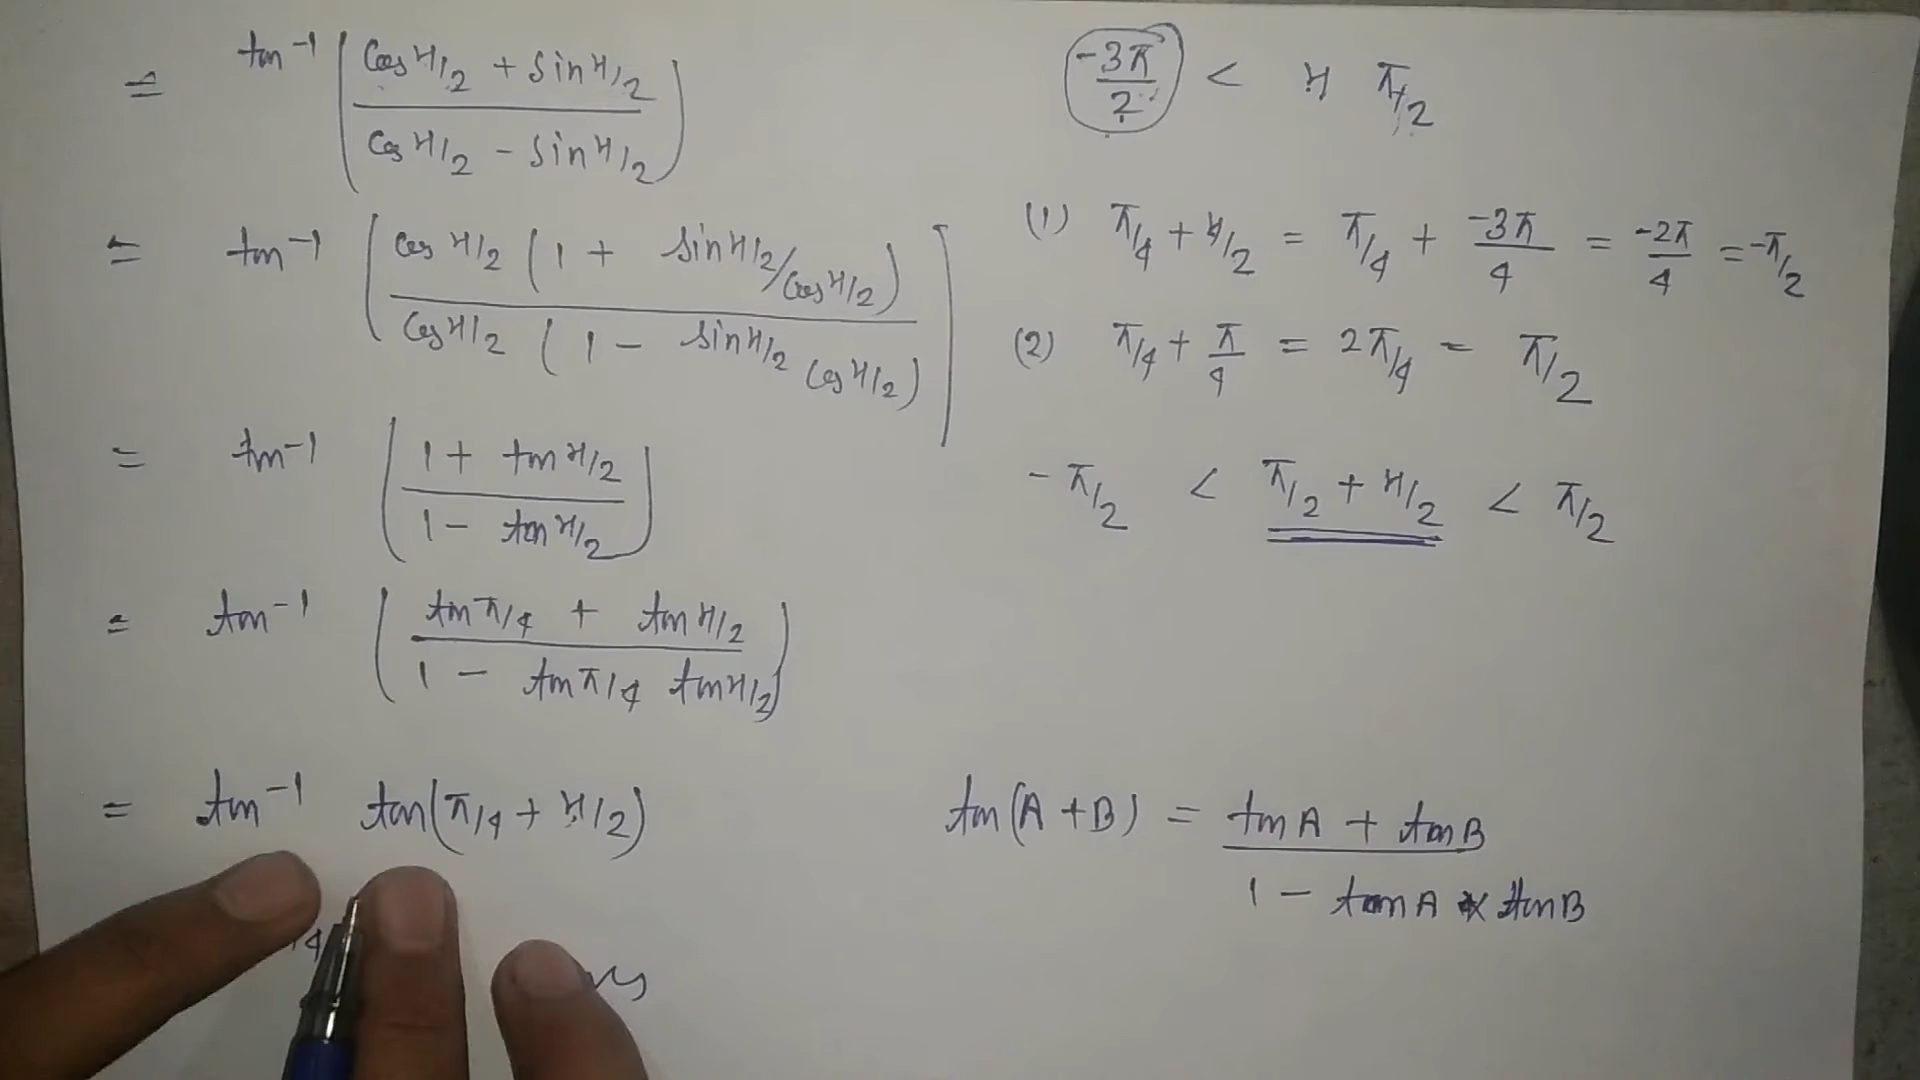 = tan⁻¹ ( (cos x/2 + sin x/2) / (cos x/2 - sin x/2) )
= tan⁻¹ [ cos x/2 (1 + sin x/2 / cos x/2) / cos x/2 (1 - sin x/2 cos x/2) ]
= tan⁻¹ ( (1 + tan x/2) / (1 - tan x/2) )
= tan⁻¹ ( (tan π/4 + tan x/2) / (1 - tan π/4 tan x/2) )
= tan⁻¹ tan(π/4 + x/2)
-3π/2 < x π/2
(1) π/4 + x/2 = π/4 + -3π/4 = -2π/4 = -π/2
(2) π/4 + π/4 = 2π/4 = π/2
-π/2 < π/2 + x/2 < π/2
tan(A + B) = (tan A + tan B) / (1 - tan A × tan B)